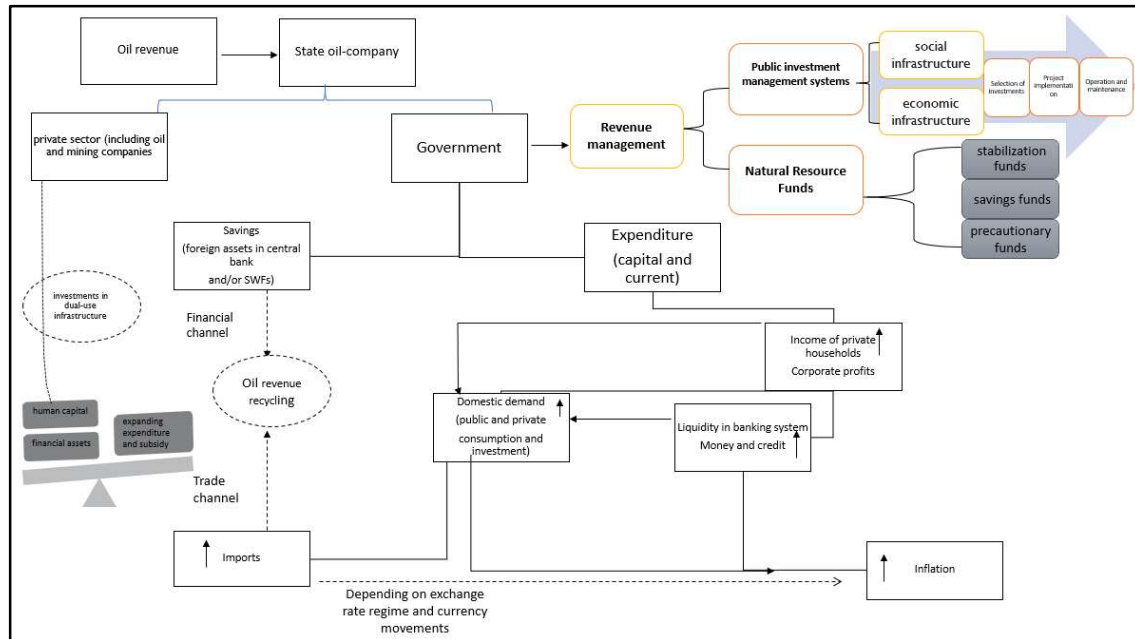 Oil revenue
State oil-company
private sector (including oil
and mining companies
Government
Revenue
management
Public investment
management systems
social
infrastructure
economic
infrastructure
Selection of
investments
Project
implementati
on
Operation and
maintenance
Natural Resource
Funds
stabilization
funds
savings funds
precautionary
funds
Savings
(foreign assets in central
bank
and/or SWFs)
Expenditure
(capital and
current)
investments in
dual-use
infrastructure
Financial
channel
Oil revenue
recycling
Income of private
households
Corporate profits
Domestic demand
(public and private
consumption and
investment)
Liquidity in banking system
Money and credit
human capital
financial assets
expanding
expenditure
and subsidy
Trade
channel
Imports
Inflation
Depending on exchange
rate regime and currency
movements